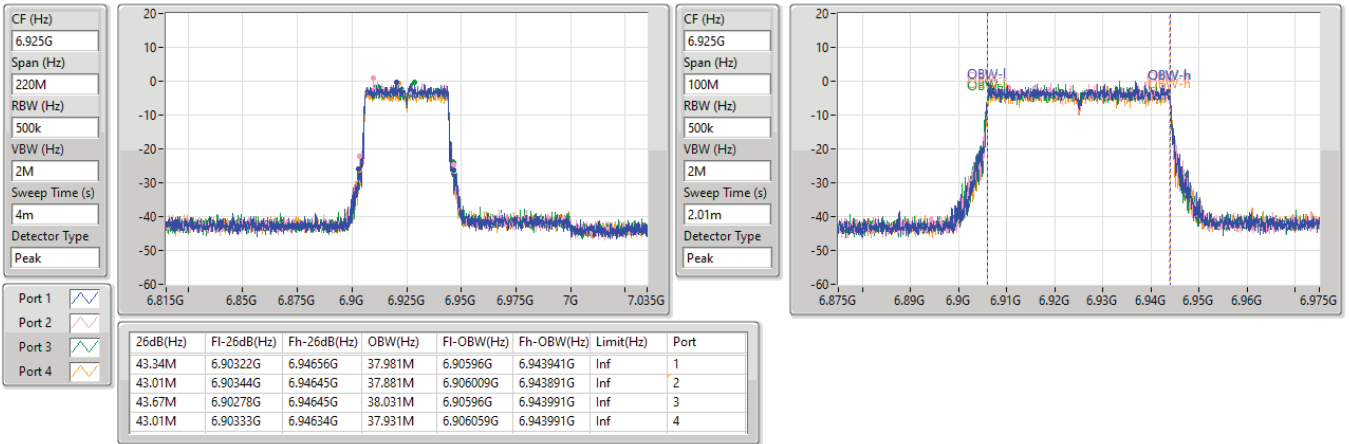 CF (Hz)
6.925G
Span (Hz)
220M
RBW (Hz)
500k
VBW (Hz)
2M
Sweep Time (s)
4m
Detector Type
Peak
Port 1
Port 2
Port 3
Port 4
20
10
0
-10
-20
-30
-40
-50
-60
6.815G 6.85G 6.875G 6.9G 6.925G 6.95G 6.975G 7G 7.035G
CF (Hz)
6.925G
Span (Hz)
100M
RBW (Hz)
500k
VBW (Hz)
2M
Sweep Time (s)
2.01m
Detector Type
Peak
20
10
0
-10
-20
-30
-40
-50
-60
OBW-l OBW-h
6.875G 6.89G 6.9G 6.91G 6.92G 6.93G 6.94G 6.95G 6.96G 6.975G
26dB(Hz) Fl-26dB(Hz) Fh-26dB(Hz) OBW(Hz) Fl-OBW(Hz) Fh-OBW(Hz) Limit(Hz) Port
43.34M 6.90322G 6.94656G 37.981M 6.90596G 6.943941G Inf 1
43.01M 6.90344G 6.94645G 37.881M 6.906009G 6.943891G Inf 2
43.67M 6.90278G 6.94645G 38.031M 6.90596G 6.943991G Inf 3
43.01M 6.90333G 6.94634G 37.931M 6.906059G 6.943991G Inf 4